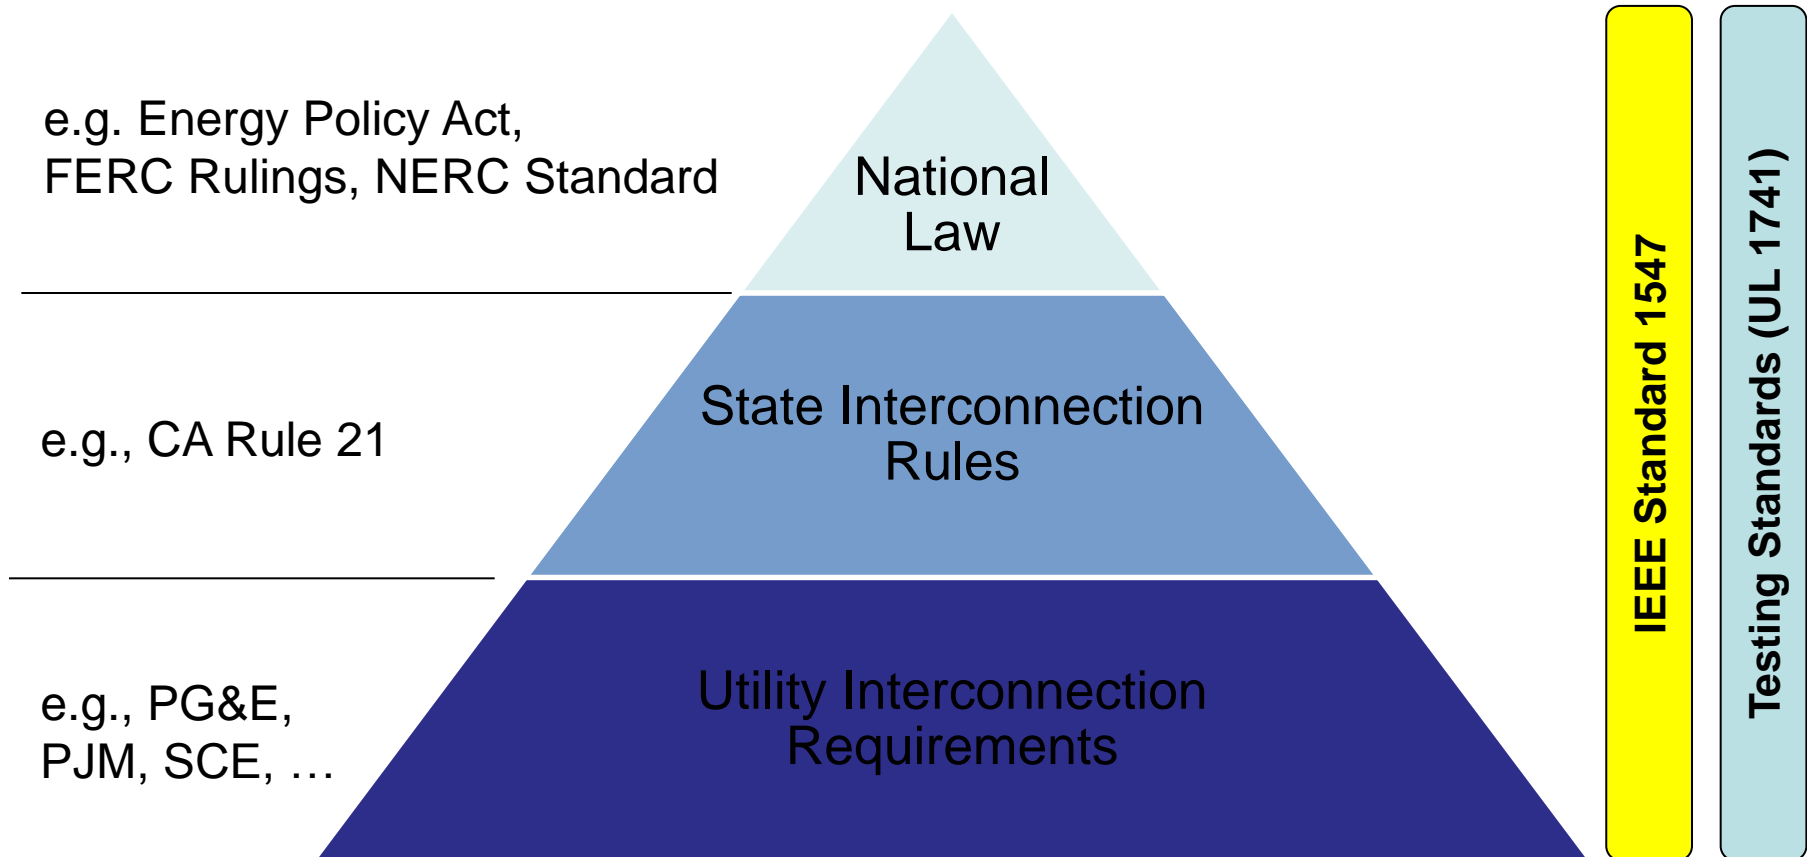 e.g. Energy Policy Act,
FERC Rulings, NERC Standard
National
Law
e.g., CA Rule 21
State Interconnection
Rules
e.g., PG&E,
PJM, SCE, …
Utility Interconnection
Requirements
IEEE Standard 1547
Testing Standards (UL 1741)